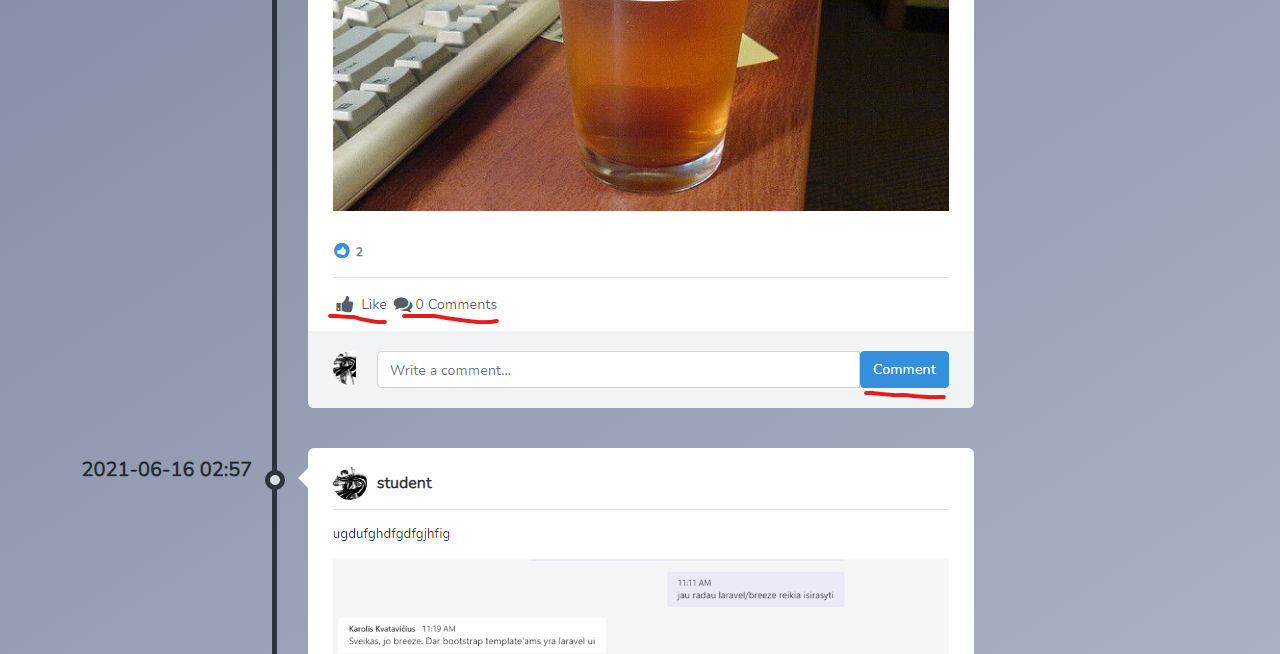 2
Like 0 Comments
Write a comment...
Comment
2021-06-16 02:57
student
ugdufghdfgdfgjhfig
11:11 AM
jau radau laravel/breeze reikia isirasyti
Karolis Kvatavičius 11:19 AM
Sveikas, jo breeze. Dar bootstrap template'ams yra laravel ui